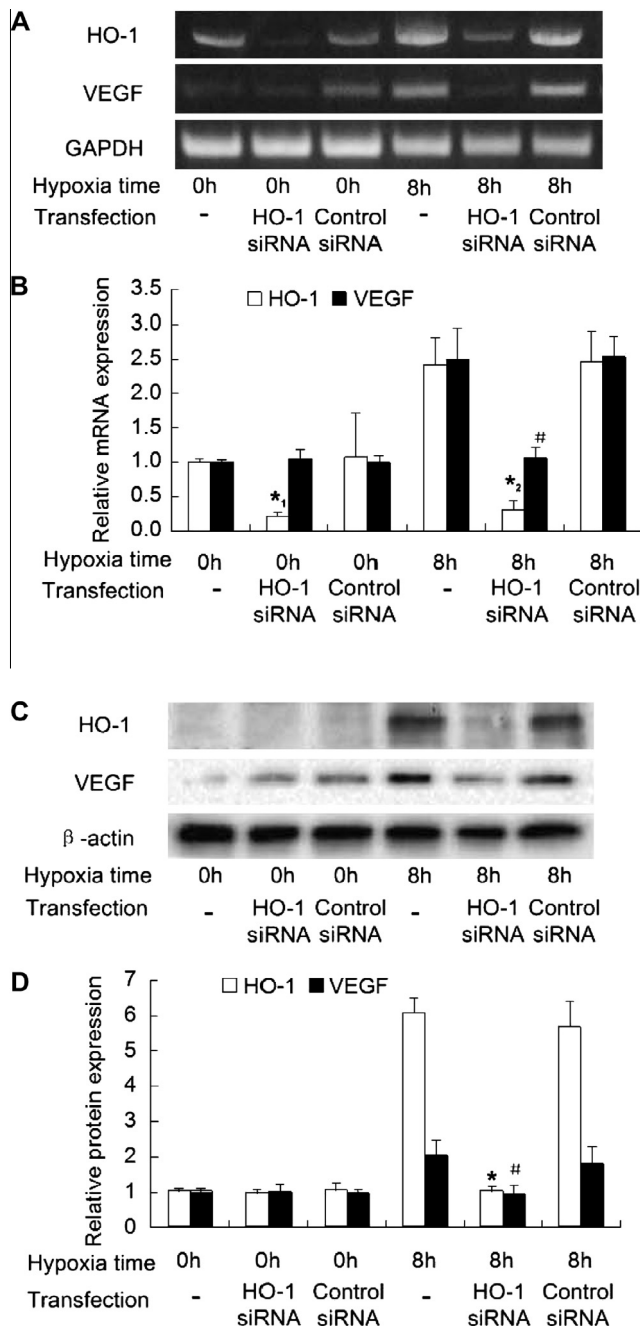 A
HO-1
VEGF
GAPDH
Hypoxia time 0h 0h 0h 8h 8h 8h
Transfection - HO-1 Control - HO-1 Control
siRNA siRNA siRNA siRNA
B
3.5
3.0
2.5
2.0
1.5
1.0
0.5
0.0
Relative mRNA expression
HO-1 VEGF
*1
*2
#
Hypoxia time 0h 0h 0h 8h 8h 8h
Transfection - HO-1 Control - HO-1 Control
siRNA siRNA siRNA siRNA
C
HO-1
VEGF
β-actin
Hypoxia time 0h 0h 0h 8h 8h 8h
Transfection - HO-1 Control - HO-1 Control
siRNA siRNA siRNA siRNA
D
7
6
5
4
3
2
1
0
Relative protein expression
HO-1 VEGF
*
#
Hypoxia time 0h 0h 0h 8h 8h 8h
Transfection - HO-1 Control - HO-1 Control
siRNA siRNA siRNA siRNA